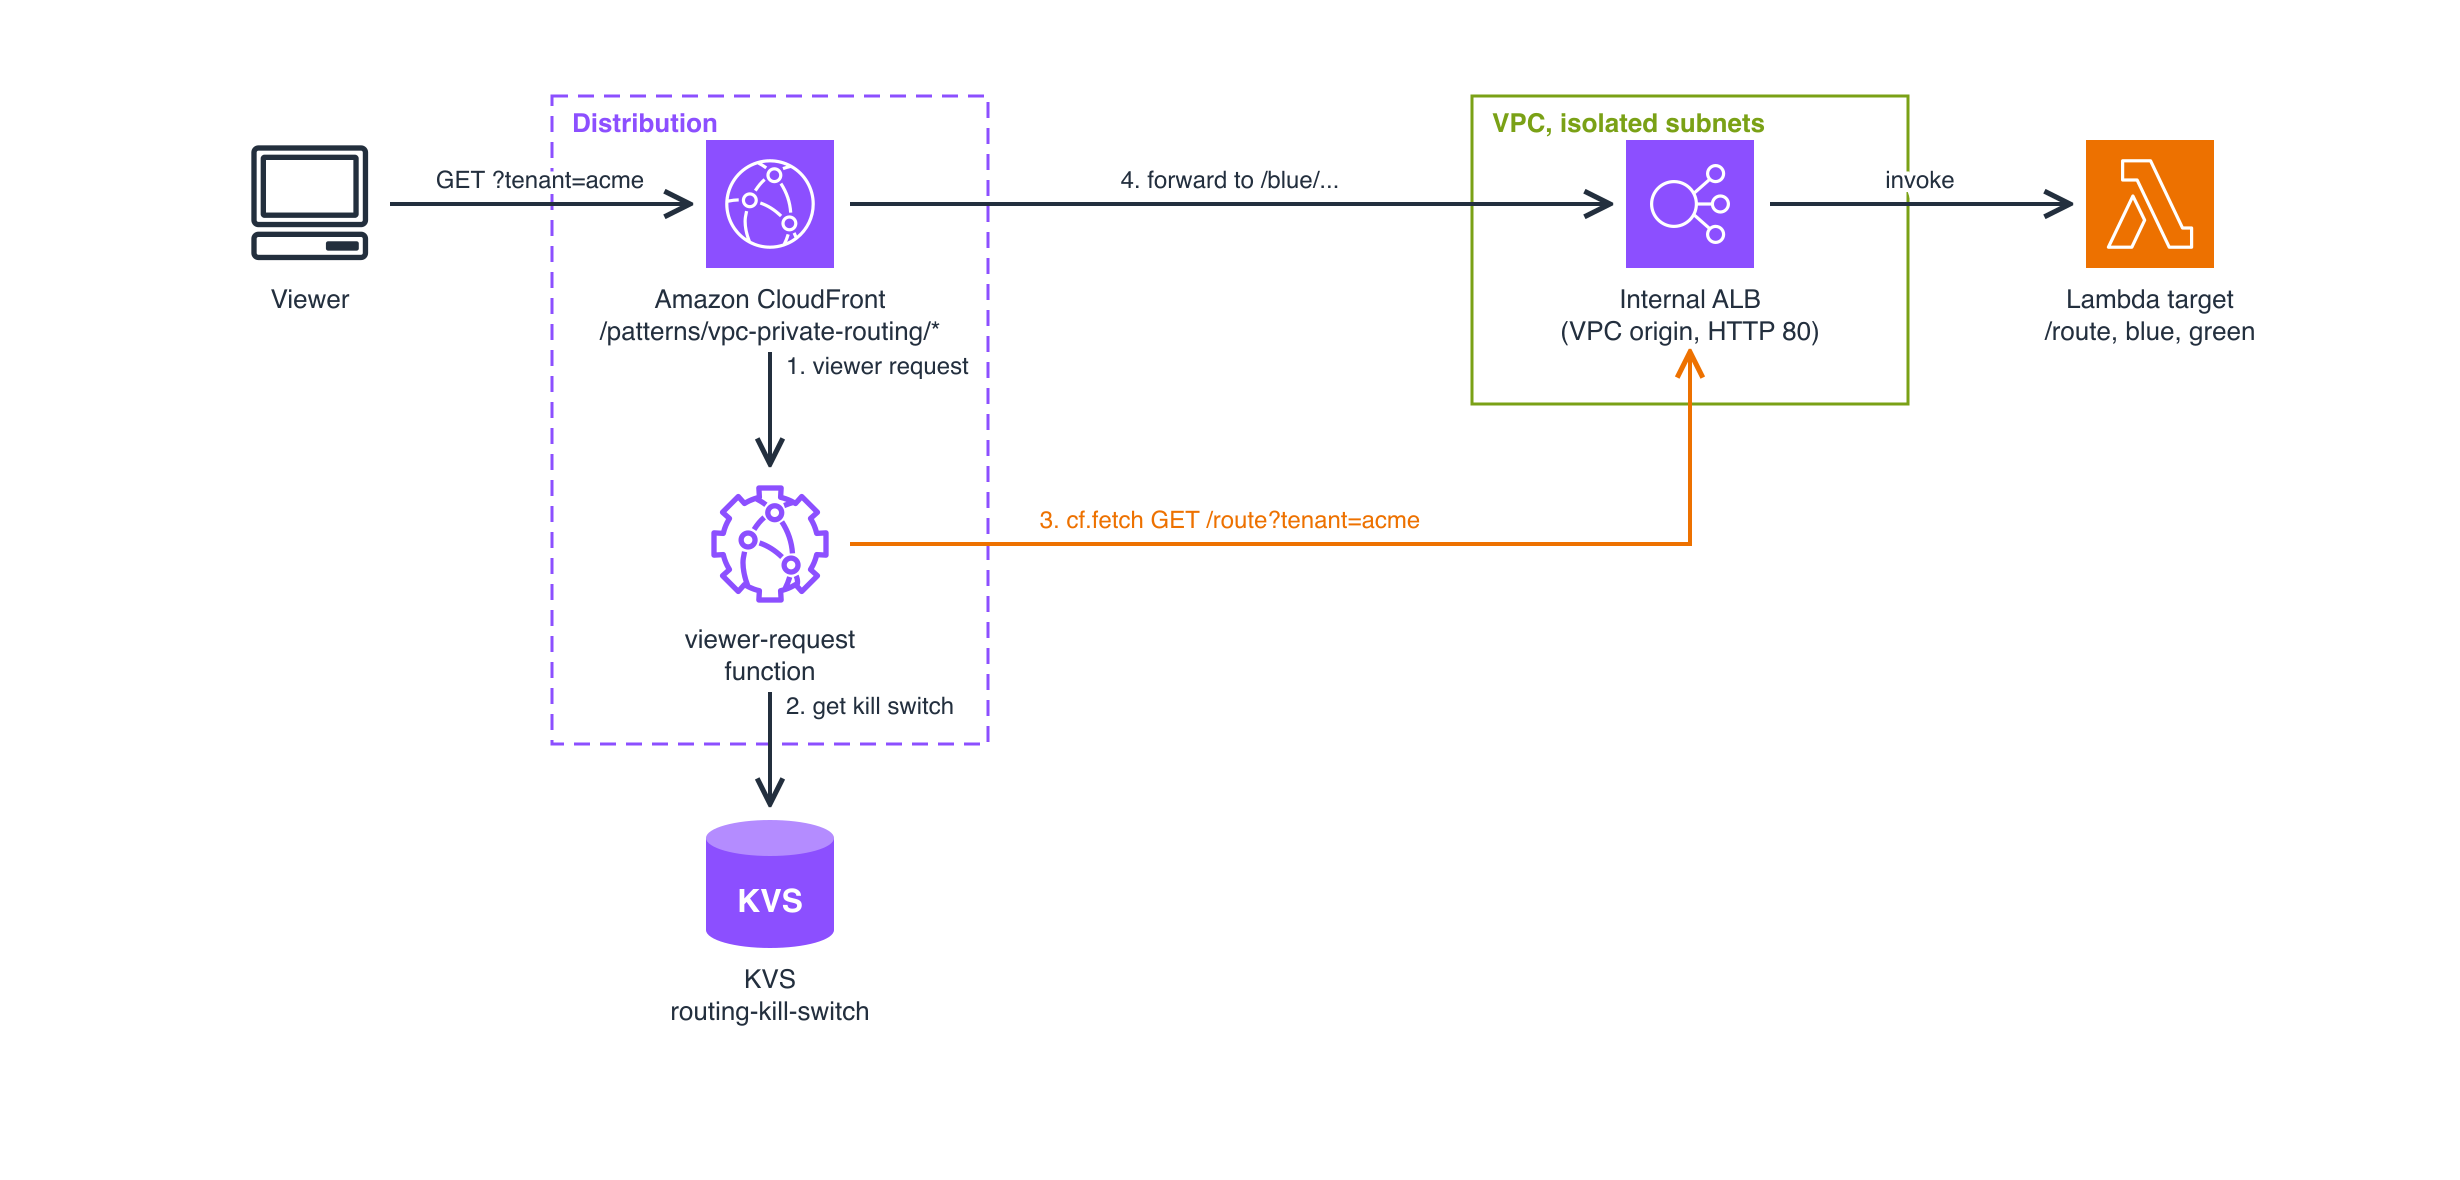 Distribution
VPC, isolated subnets
GET ?tenant=acme
4. forward to /blue/...
invoke
Viewer
Amazon CloudFront
/patterns/vpc-private-routing/*
Internal ALB
(VPC origin, HTTP 80)
Lambda target
/route, blue, green
1. viewer request
3. cf.fetch GET /route?tenant=acme
viewer-request
function
2. get kill switch
KVS
KVS
routing-kill-switch